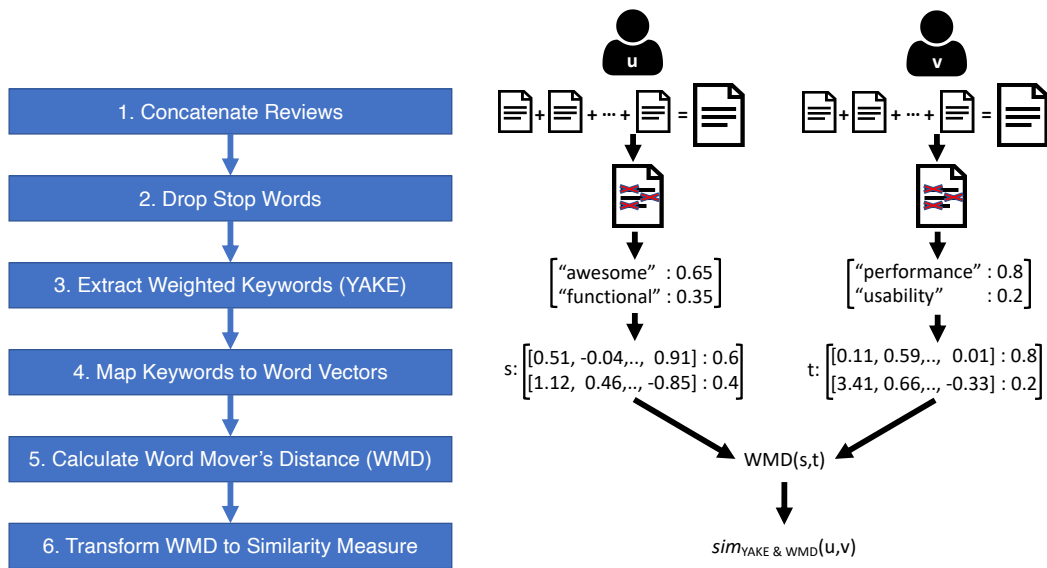 1. Concatenate Reviews
2. Drop Stop Words
3. Extract Weighted Keywords (YAKE)
4. Map Keywords to Word Vectors
5. Calculate Word Mover's Distance (WMD)
6. Transform WMD to Similarity Measure
u
+ + ··· + =
"awesome" : 0.65
"functional" : 0.35
s: [0.51, -0.04,.., 0.91] : 0.6
[1.12, 0.46,.., -0.85] : 0.4
v
+ + ··· + =
"performance" : 0.8
"usability" : 0.2
t: [0.11, 0.59,.., 0.01] : 0.8
[3.41, 0.66,.., -0.33] : 0.2
WMD(s,t)
simYAKE & WMD(u,v)